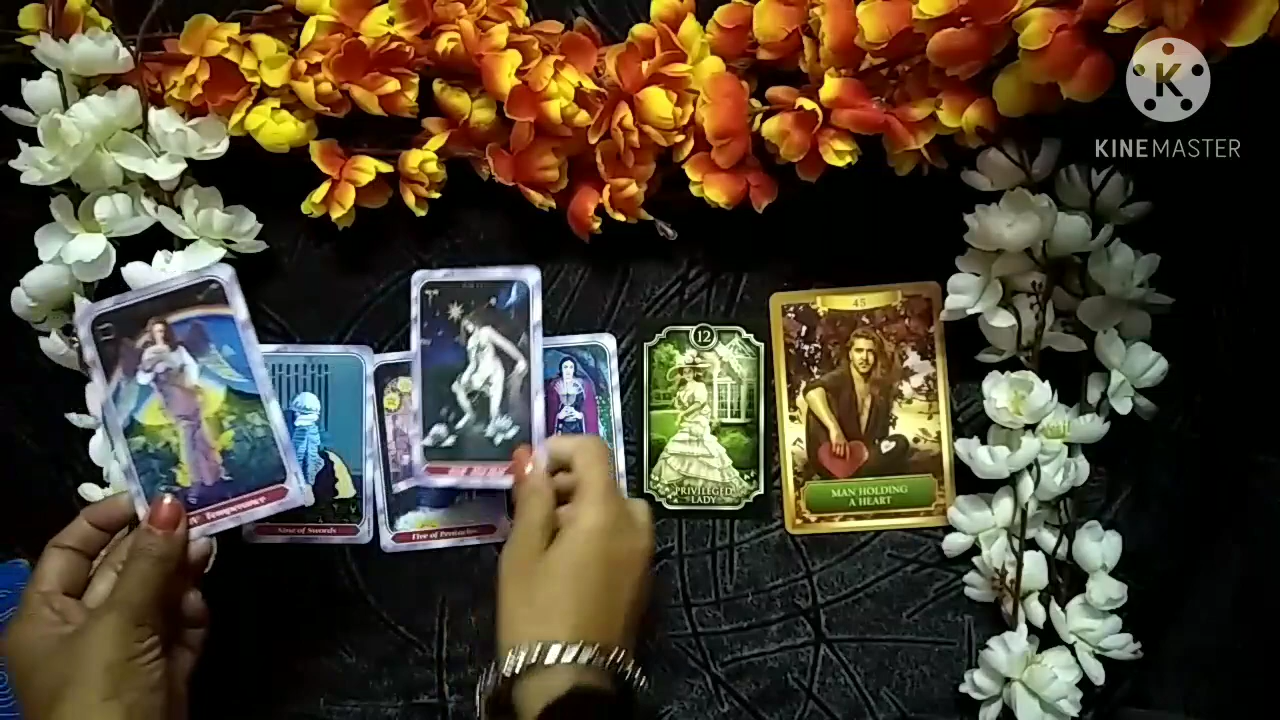 KINEMASTER
45
12
Temperance
Nine of Swords
Five of Pentacles
PRIVILEGED
LADY
MAN HOLDING
A HEART